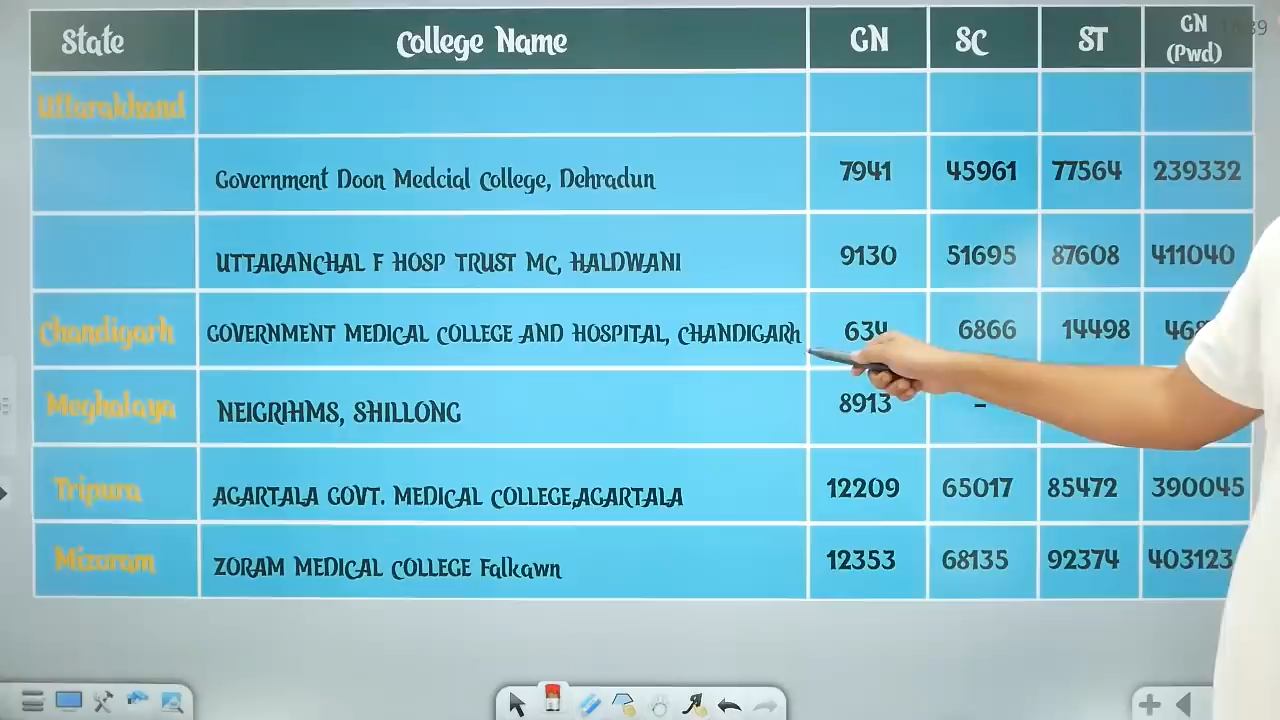 State College Name GN SC ST GN (Pwd)
Uttarakhand
Government Doon Medcial College, Dehradun 7941 45961 77564 239332
UTTARANCHAL F HOSP TRUST MC, HALDWANI 9130 51695 87608 411040
Chandigarh GOVERNMENT MEDICAL COLLEGE AND HOSPITAL, CHANDIGARh 634 6866 14498
Meghalaya NEIGRIHMS, SHILLONG 8913 -
Tripura AGARTALA GOVT. MEDICAL COLLEGE,AGARTALA 12209 65017 85472 390045
Mizoram ZORAM MEDICAL COLLEGE Falkawn 12353 68135 92374 403123